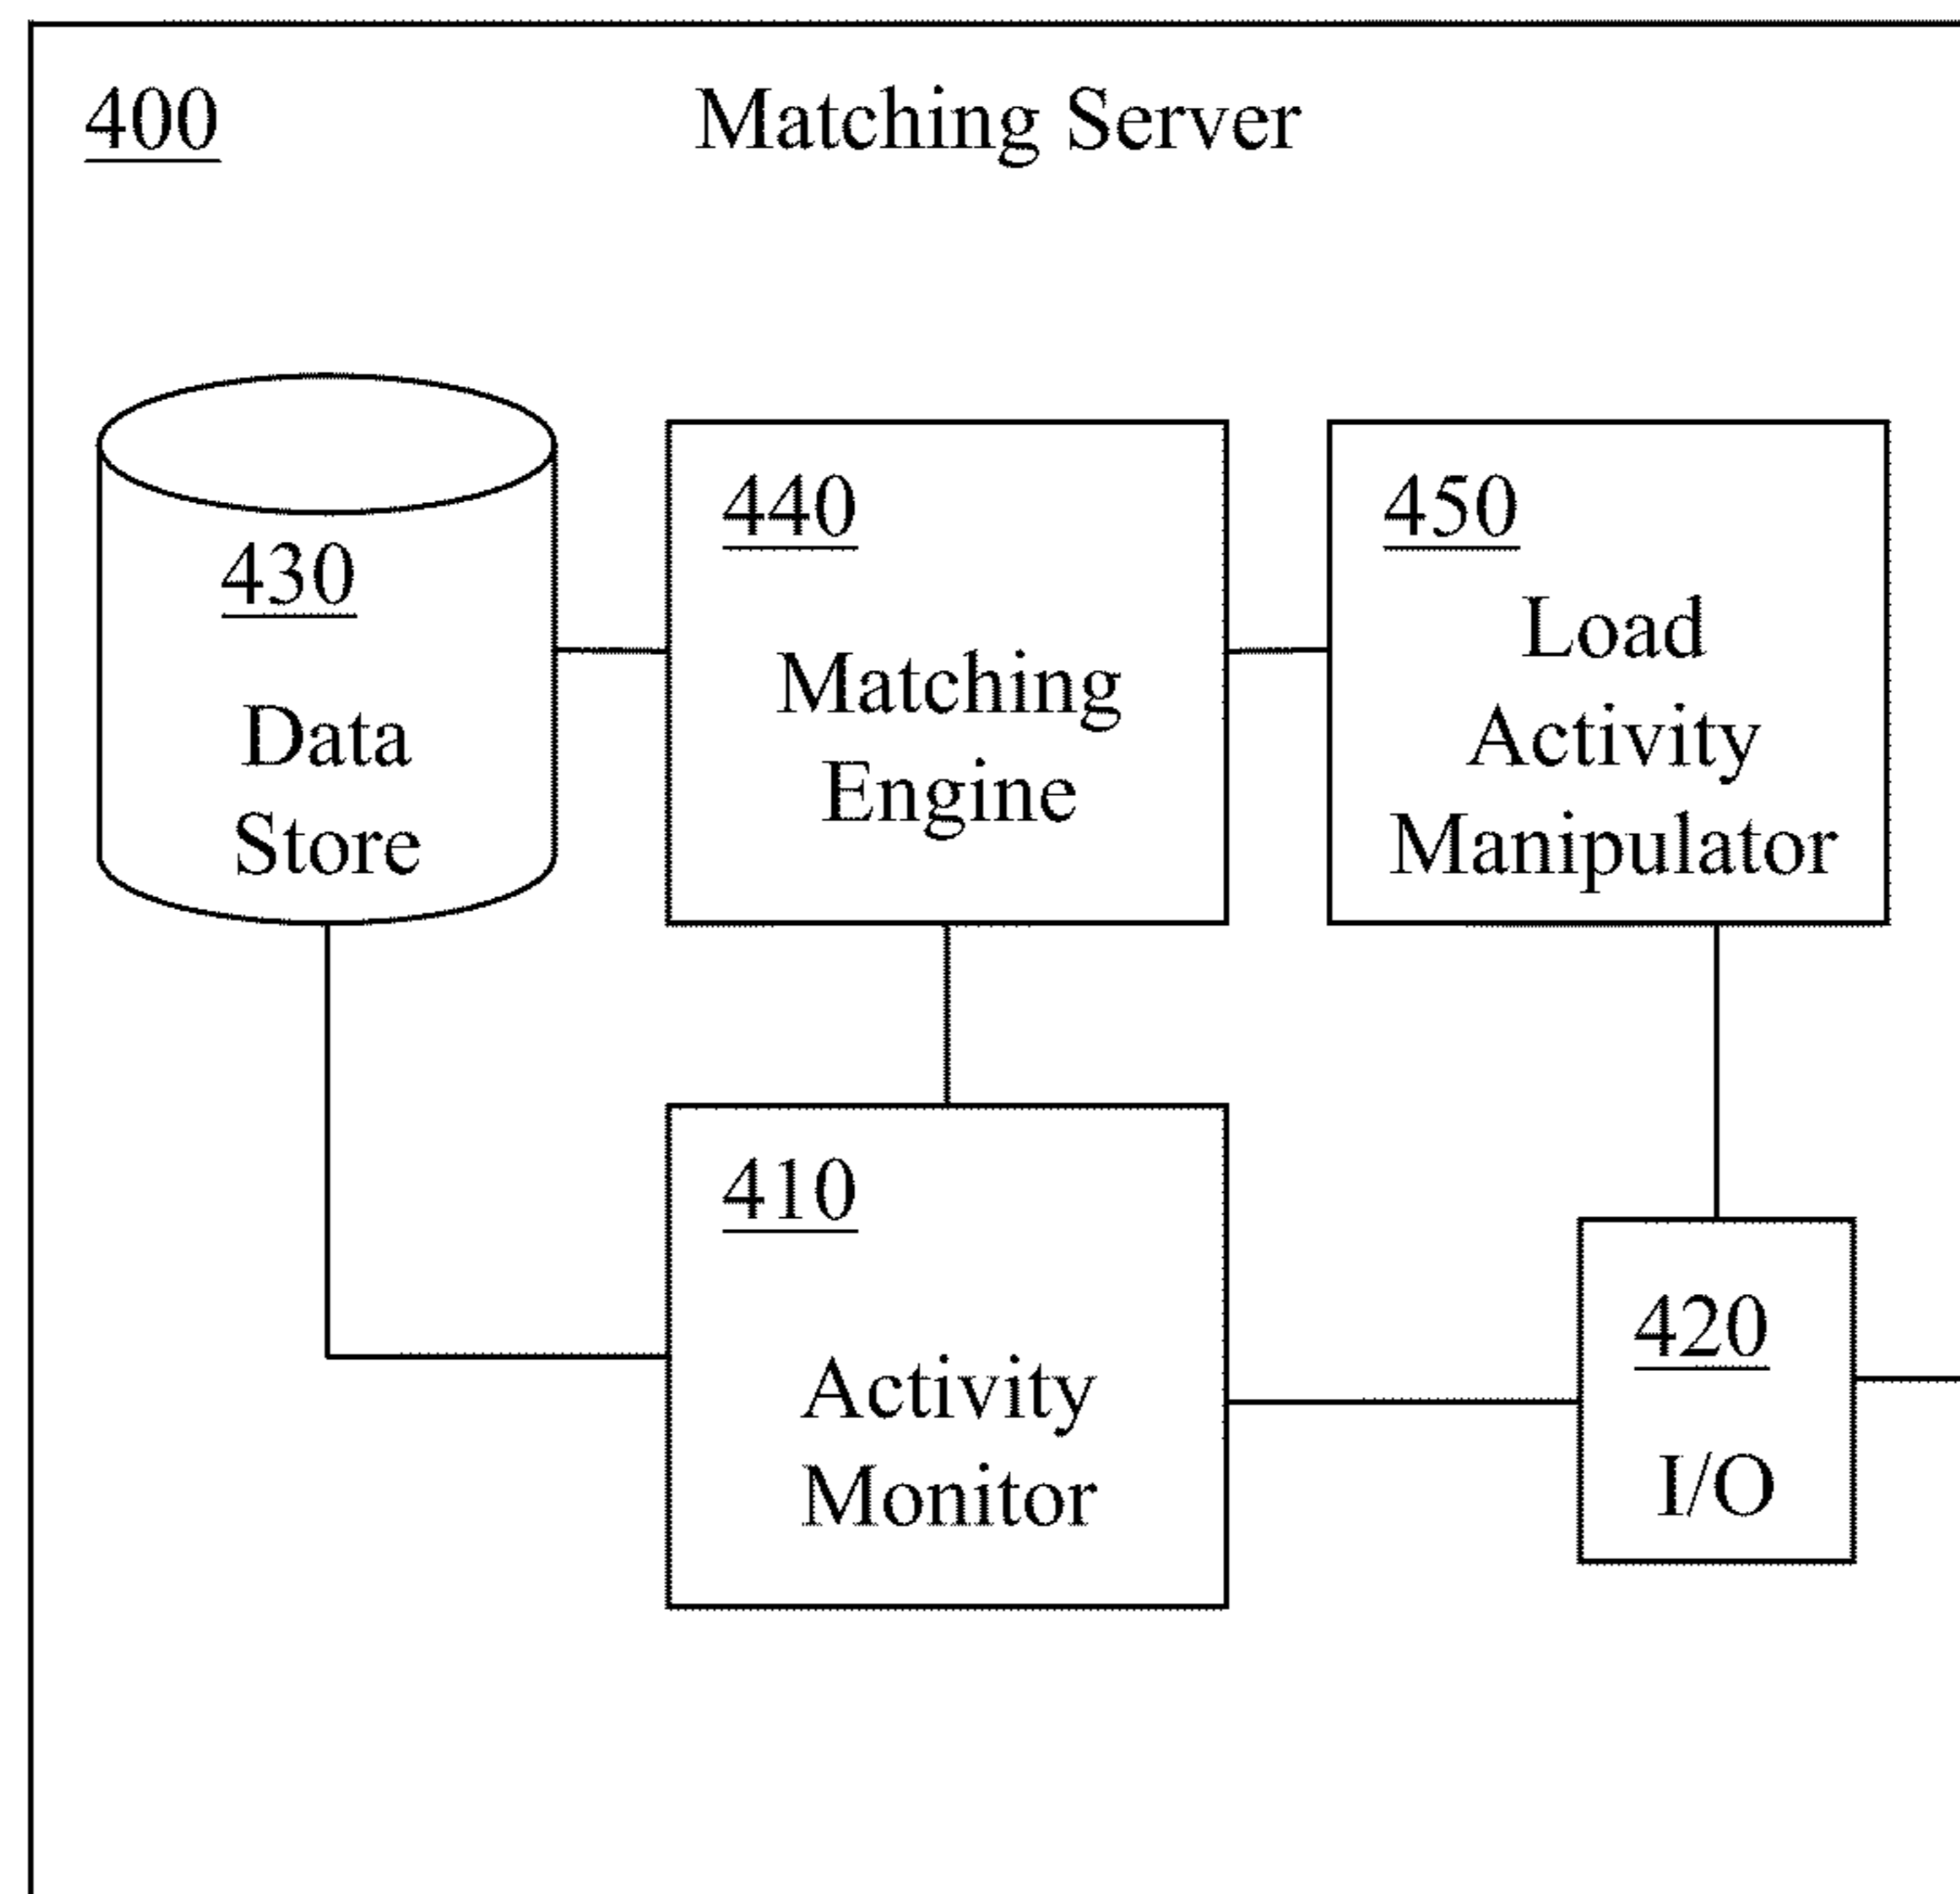 400
Matching Server
430
Data
Store
440
Matching
Engine
450
Load
Activity
Manipulator
410
Activity
Monitor
420
I/O